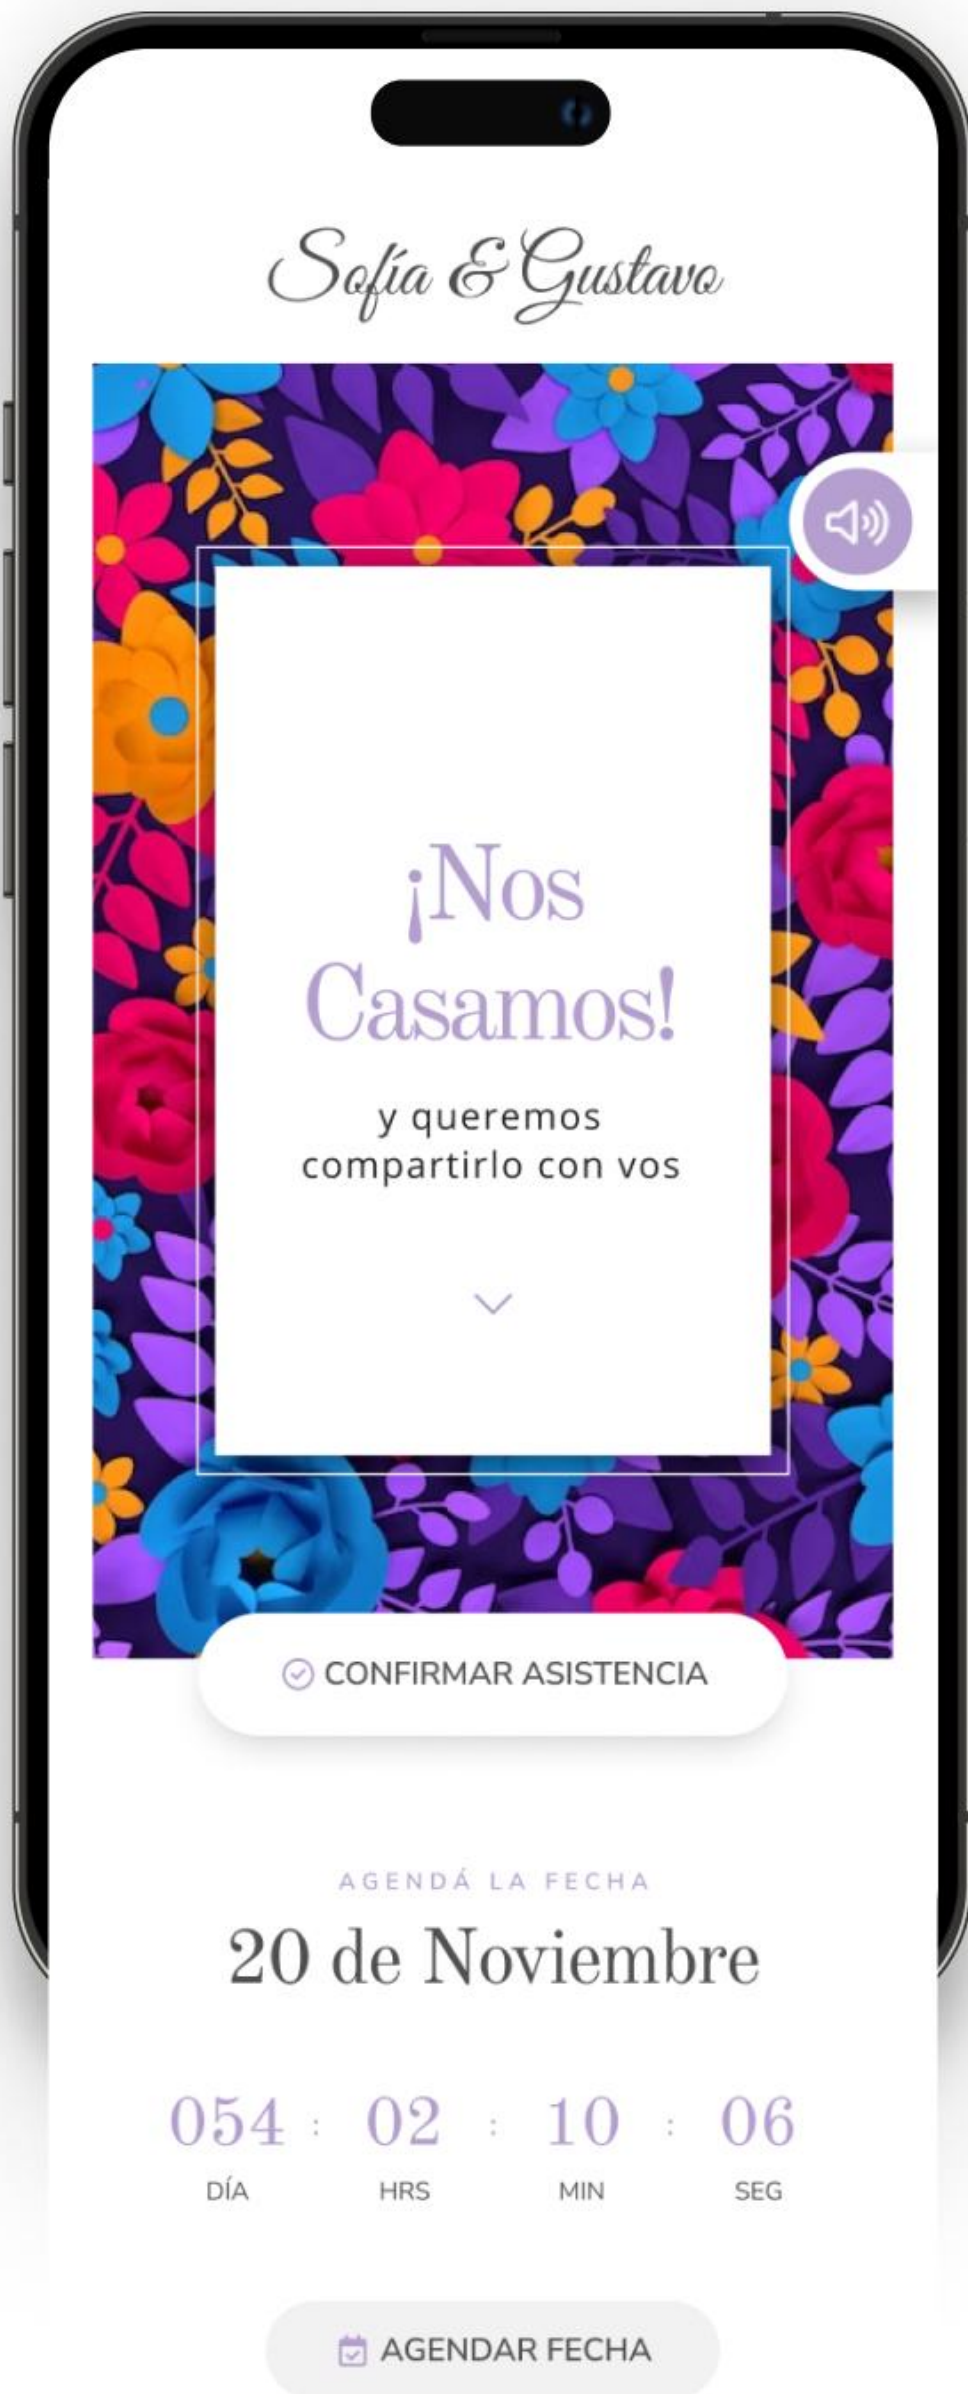 Sofía & Gustavo
¡Nos
Casamos!
y queremos
compartirlo con vos
CONFIRMAR ASISTENCIA
AGENDÁ LA FECHA
20 de Noviembre
054 : 02 : 10 : 06
DÍA HRS MIN SEG
AGENDAR FECHA